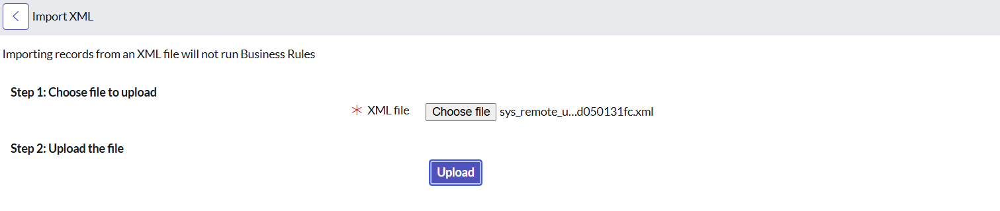 Import XML
Importing records from an XML file will not run Business Rules
Step 1: Choose file to upload
XML file Choose file sys_remote_u...d050131fc.xml
Step 2: Upload the file
Upload